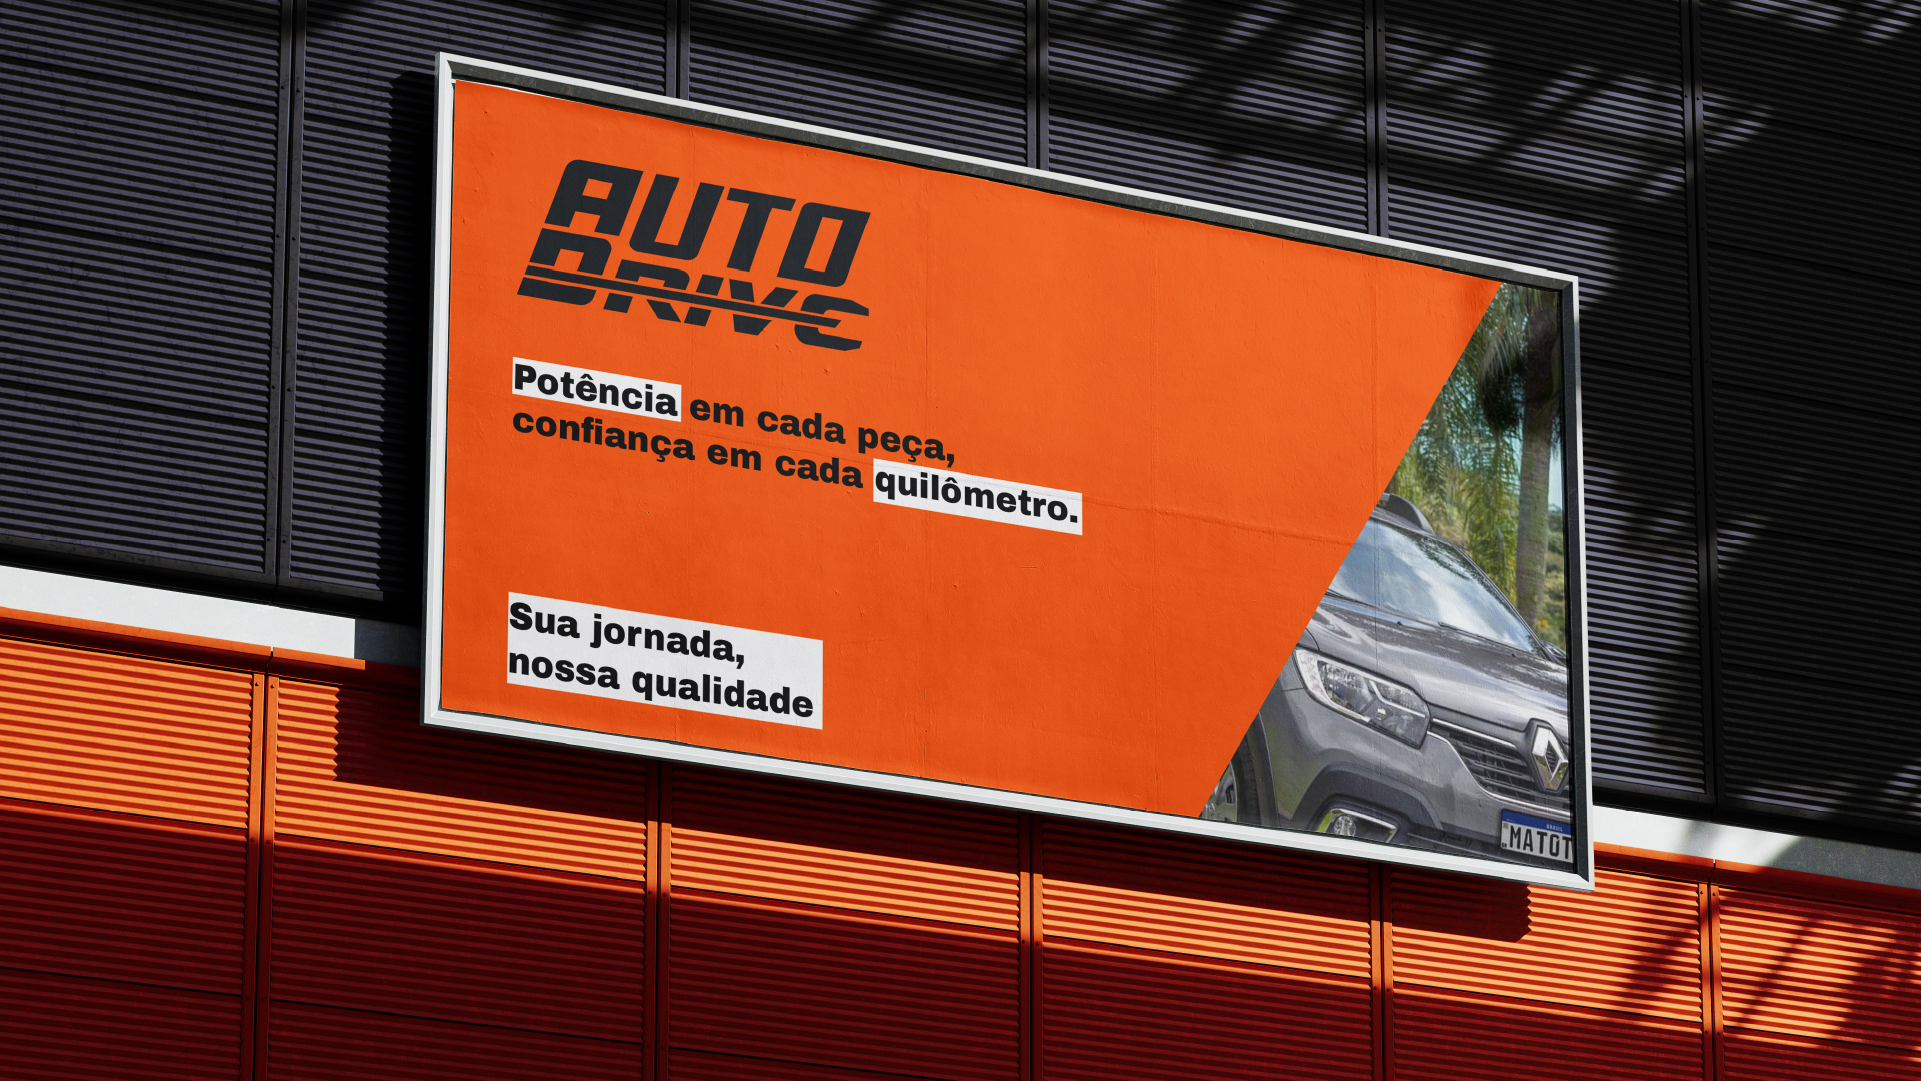 AUTO
DRIVE
Potência em cada peça,
confiança em cada quilômetro.
Sua jornada,
nossa qualidade
BRASIL
MATOT